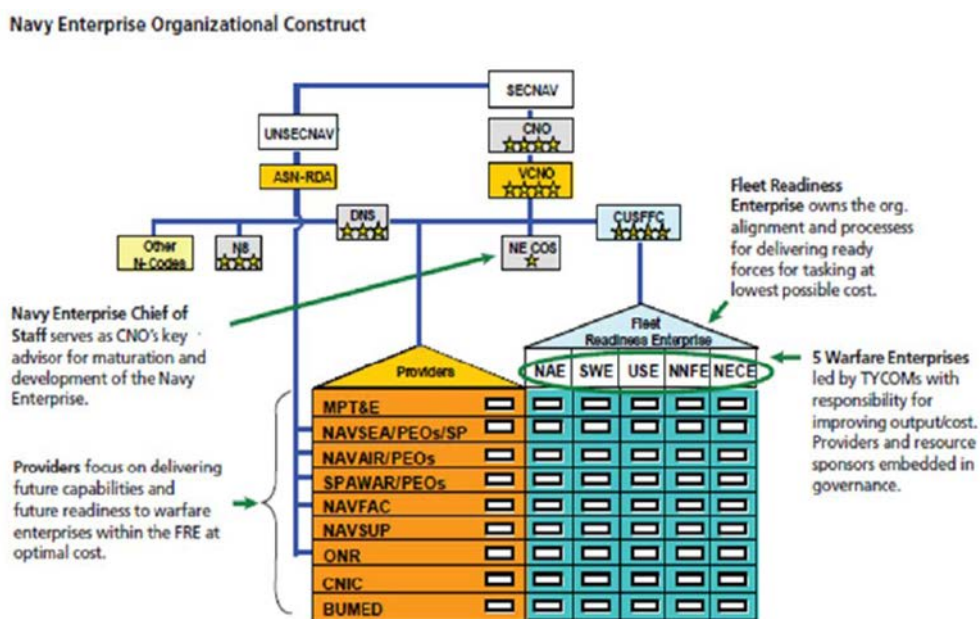 Navy Enterprise Organizational Construct
SECNAV
UNSECNAV
CNO
ASN-RDA
VCNO
DNS
CUSFFC
Other
N-Codes
N8
NE COS
Fleet Readiness
Enterprise owns the org.
alignment and processess
for delivering ready
forces for tasking at
lowest possible cost.
Navy Enterprise Chief of
Staff serves as CNO's key
advisor for maturation and
development of the Navy
Enterprise.
Fleet
Readiness Enterprise
Providers
NAE SWE USE NNFE NECE
5 Warfare Enterprises
led by TYCOMs with
responsibility for
improving output/cost.
Providers and resource
sponsors embedded in
governance.
Providers focus on delivering
future capabilities and
future readiness to warfare
enterprises within the FRE at
optimal cost.
MPT&E
NAVSEA/PEOs/SP
NAVAIR/PEOs
SPAWAR/PEOs
NAVFAC
NAVSUP
ONR
CNIC
BUMED